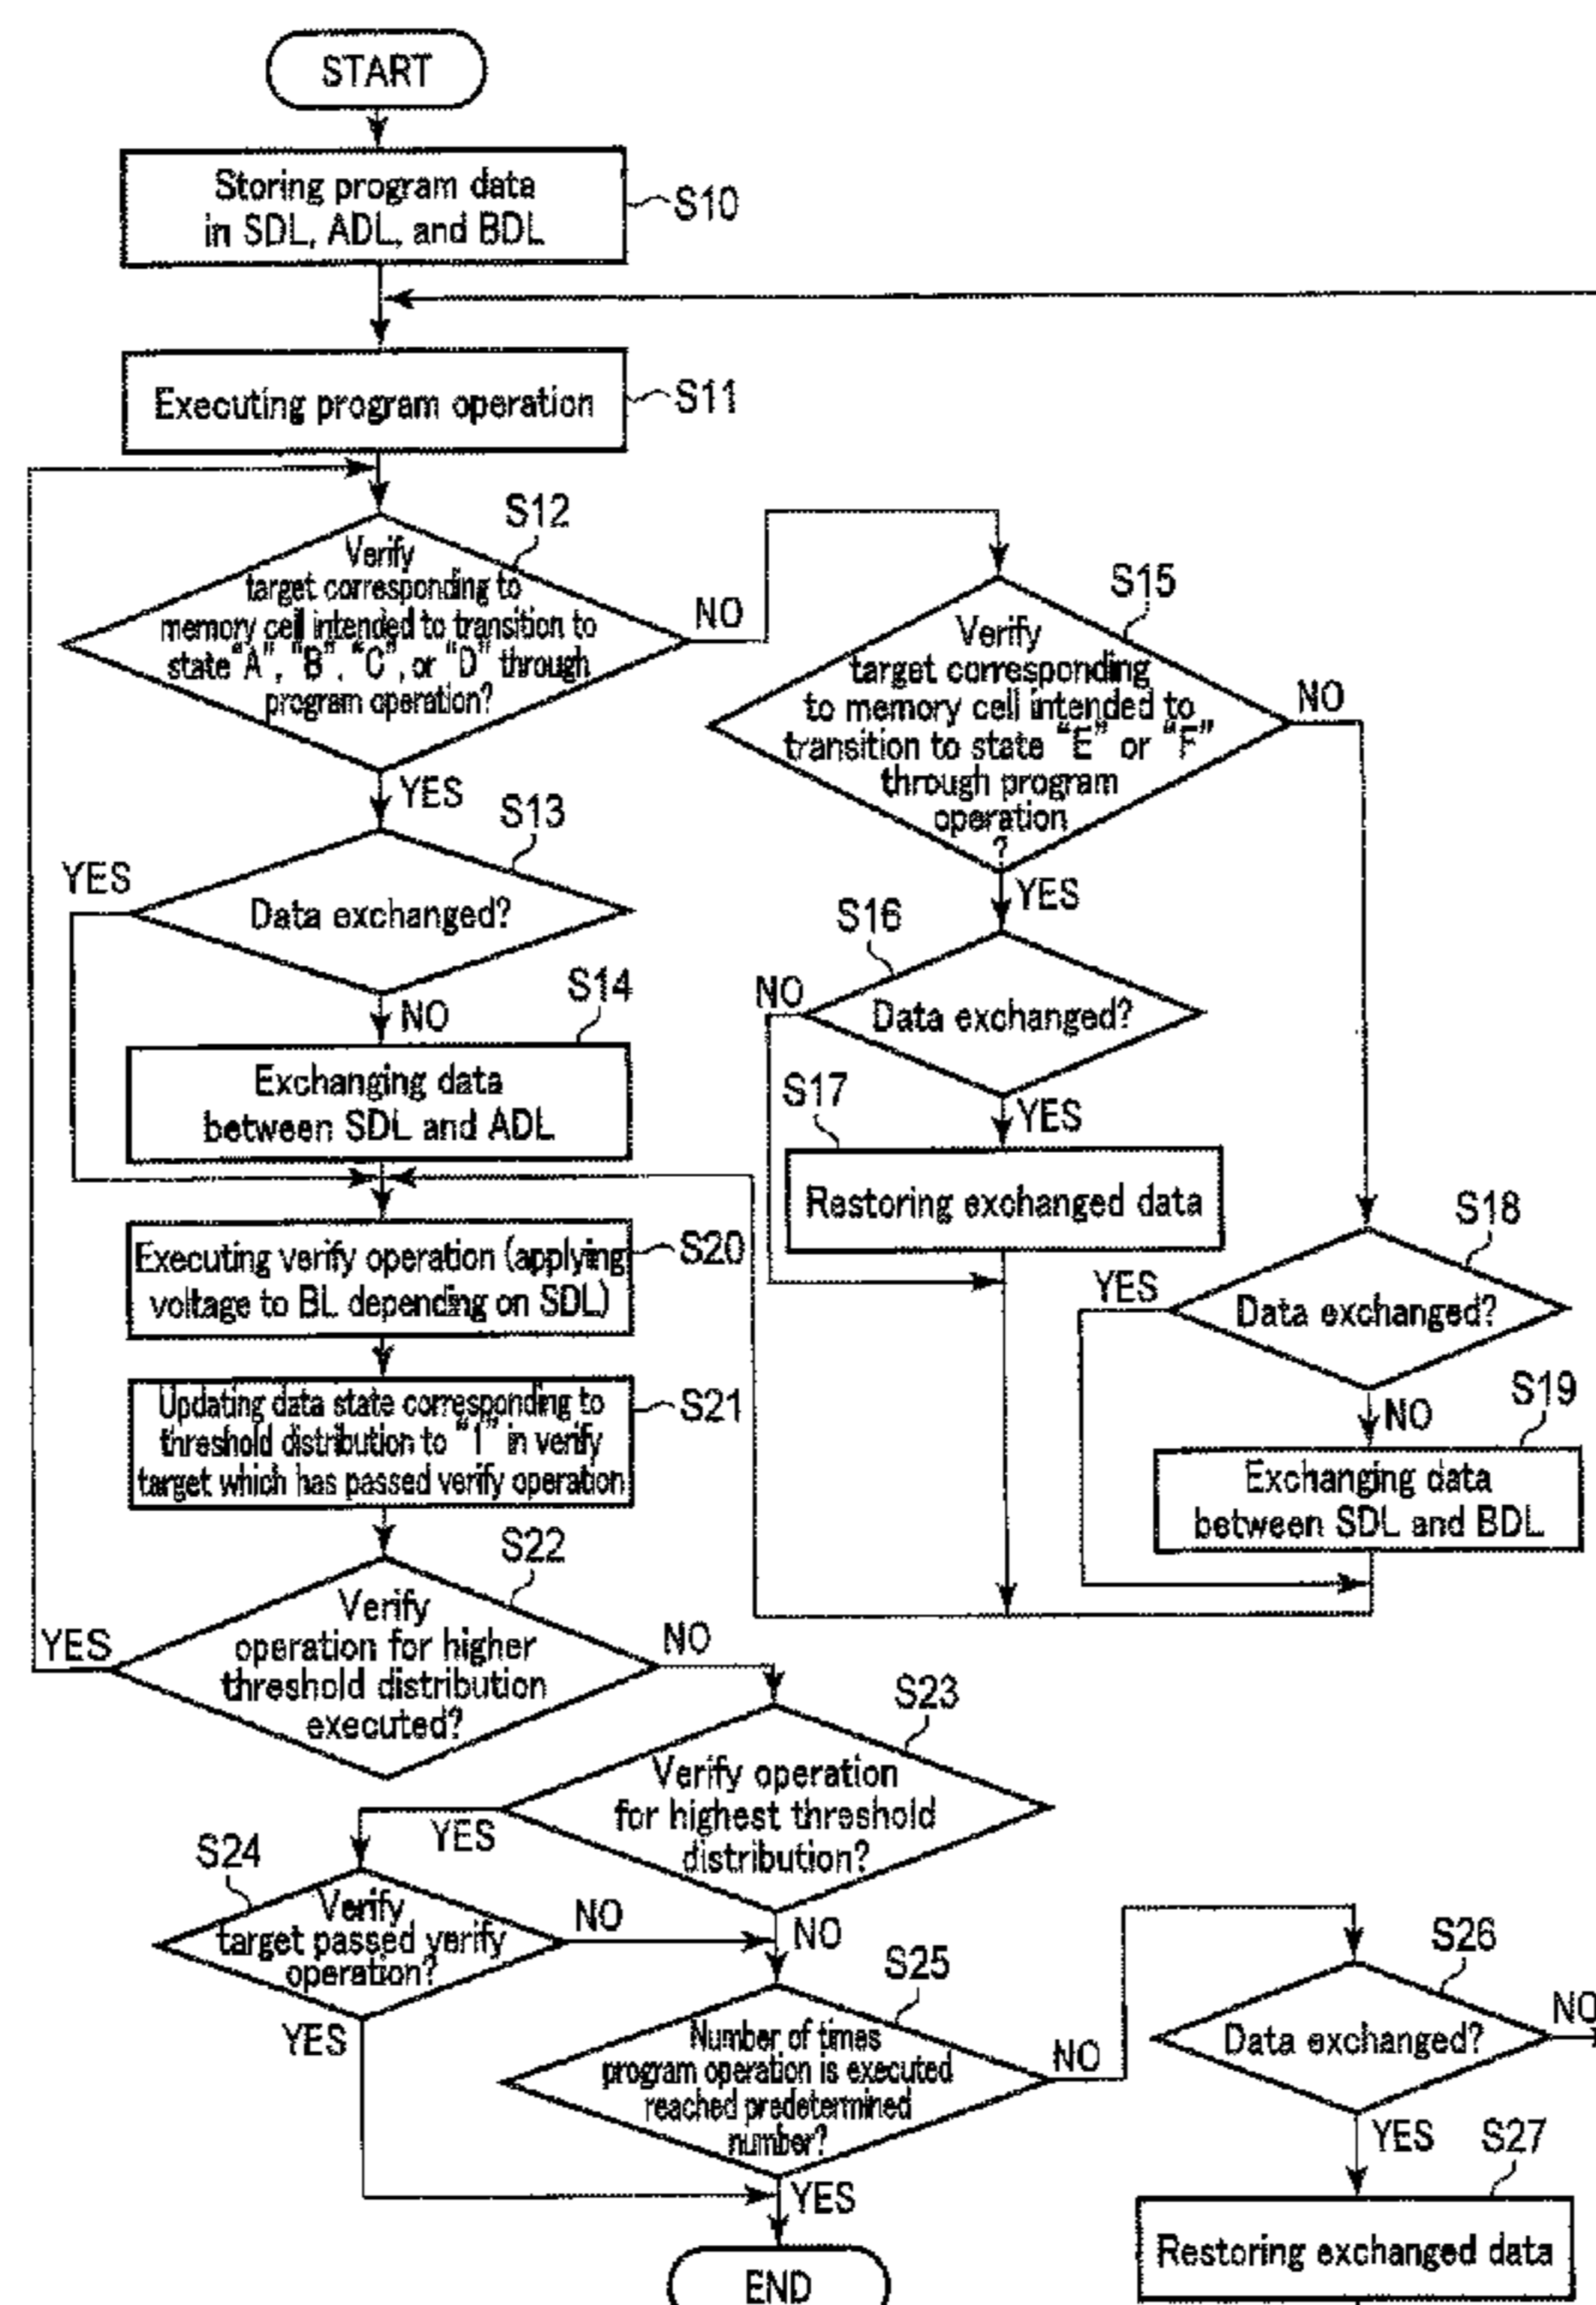 START
Storing program data
in SDL, ADL, and BDL
S10
Executing program operation
S11
S12
Verify
target corresponding to
memory cell intended to transition to
state "A", "B", "C", or "D" through
program operation?
NO
YES
S15
Verify
target corresponding
to memory cell intended to
transition to state "E" or "F"
through program
operation
?
NO
YES
S13
Data exchanged?
YES
NO
S14
Exchanging data
between SDL and ADL
S16
Data exchanged?
NO
YES
S17
Restoring exchanged data
S18
Data exchanged?
YES
NO
S19
Exchanging data
between SDL and BDL
Executing verify operation (applying
voltage to BL depending on SDL)
S20
Updating data state corresponding to
threshold distribution to "1" in verify
target which has passed verify operation
S21
S22
Verify
operation for higher
threshold distribution
executed?
YES
NO
S23
Verify operation
for highest threshold
distribution?
YES
NO
S24
Verify
target passed verify
operation?
NO
YES
S25
Number of times
program operation is executed
reached predetermined
number?
NO
YES
S26
Data exchanged?
NO
YES
S27
Restoring exchanged data
END